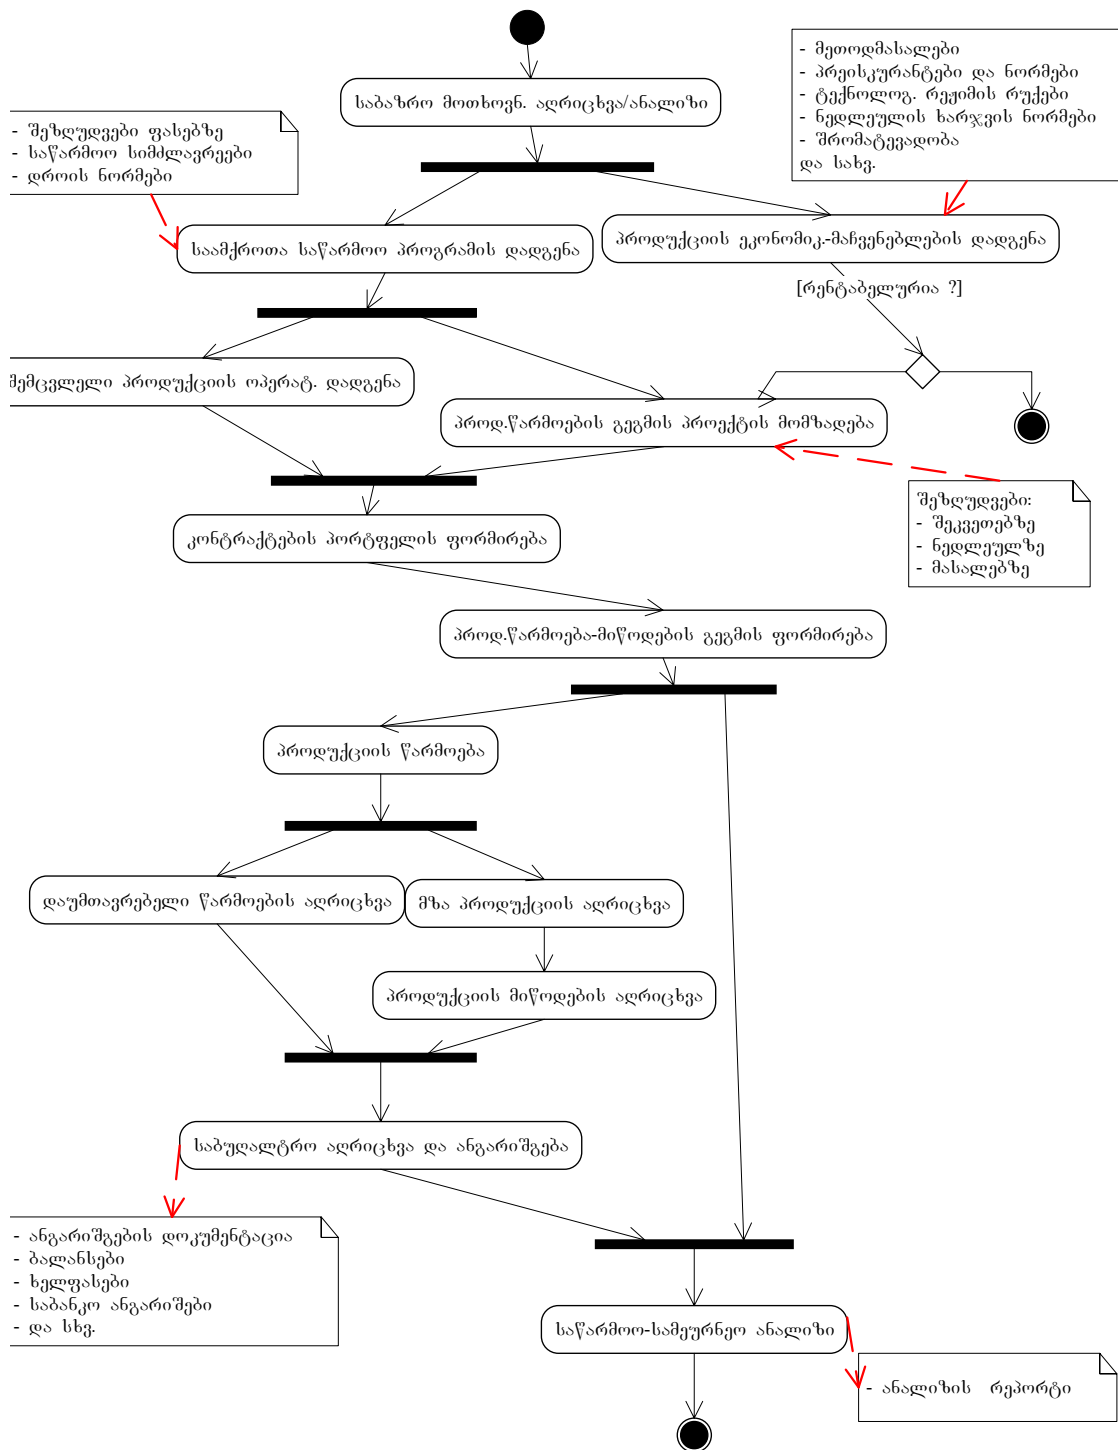 საბაზრო მოთხოვნ. აღრიცხვა/ანალიზი
- მეთოდმასალები
- პრეისკურანტები და ნორმები
- ტექნოლოგ. რეჟიმის რუქები
- ნედლეულის ხარჯვის ნორმები
- შრომატევადობა
და სახვ.
- შეზღუდვები ფასებზე
- საწარმოო სიმძლავრეები
- დროის ნორმები
საამქროთა საწარმოო პროგრამის დადგენა
პროდუქციის ეკონომიკ.-მაჩვენებლების დადგენა
[რენტაბელურია ?]
შემცვლელი პროდუქციის ოპერატ. დადგენა
პროდ.წარმოების გეგმის პროექტის მომზადება
შეზღუდვები:
- შეკვეთებზე
- ნედლეულზე
- მასალებზე
კონტრაქტების პორტფელის ფორმირება
პროდ.წარმოება-მიწოდების გეგმის ფორმირება
პროდუქციის წარმოება
დაუმთავრებელი წარმოების აღრიცხვა
მზა პროდუქციის აღრიცხვა
პროდუქციის მიწოდების აღრიცხვა
საბუღალტრო აღრიცხვა და ანგარიშგება
- ანგარიშგების დოკუმენტაცია
- ბალანსები
- ხელფასები
- საბანკო ანგარიშები
- და სხვ.
საწარმოო-სამეურნეო ანალიზი
- ანალიზის რეპორტი